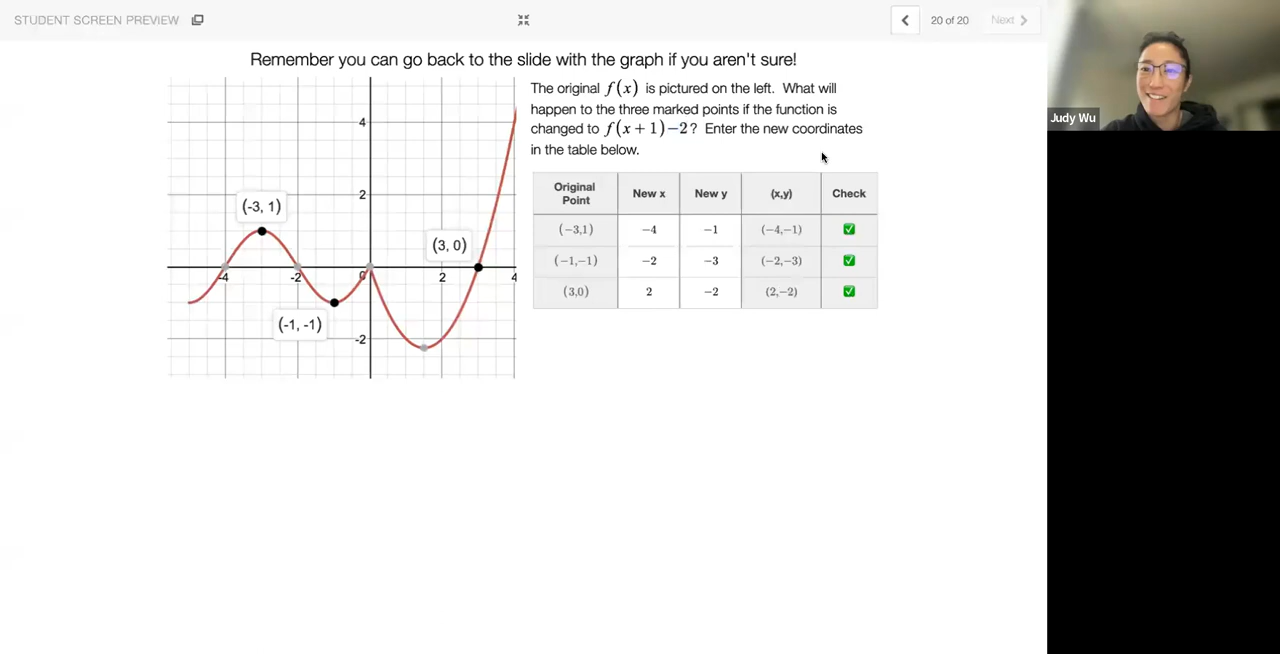 STUDENT SCREEN PREVIEW
20 of 20
Next
Remember you can go back to the slide with the graph if you aren't sure!
4
2
-4
-2
0
2
4
-2
(-3, 1)
(3, 0)
(-1, -1)
The original f(x) is pictured on the left. What will
happen to the three marked points if the function is
changed to f(x + 1)−2? Enter the new coordinates
in the table below.
Original Point New x New y (x,y) Check
(−3,1) −4 −1 (−4,−1) ✅
(−1,−1) −2 −3 (−2,−3) ✅
(3,0) 2 −2 (2,−2) ✅
Judy Wu